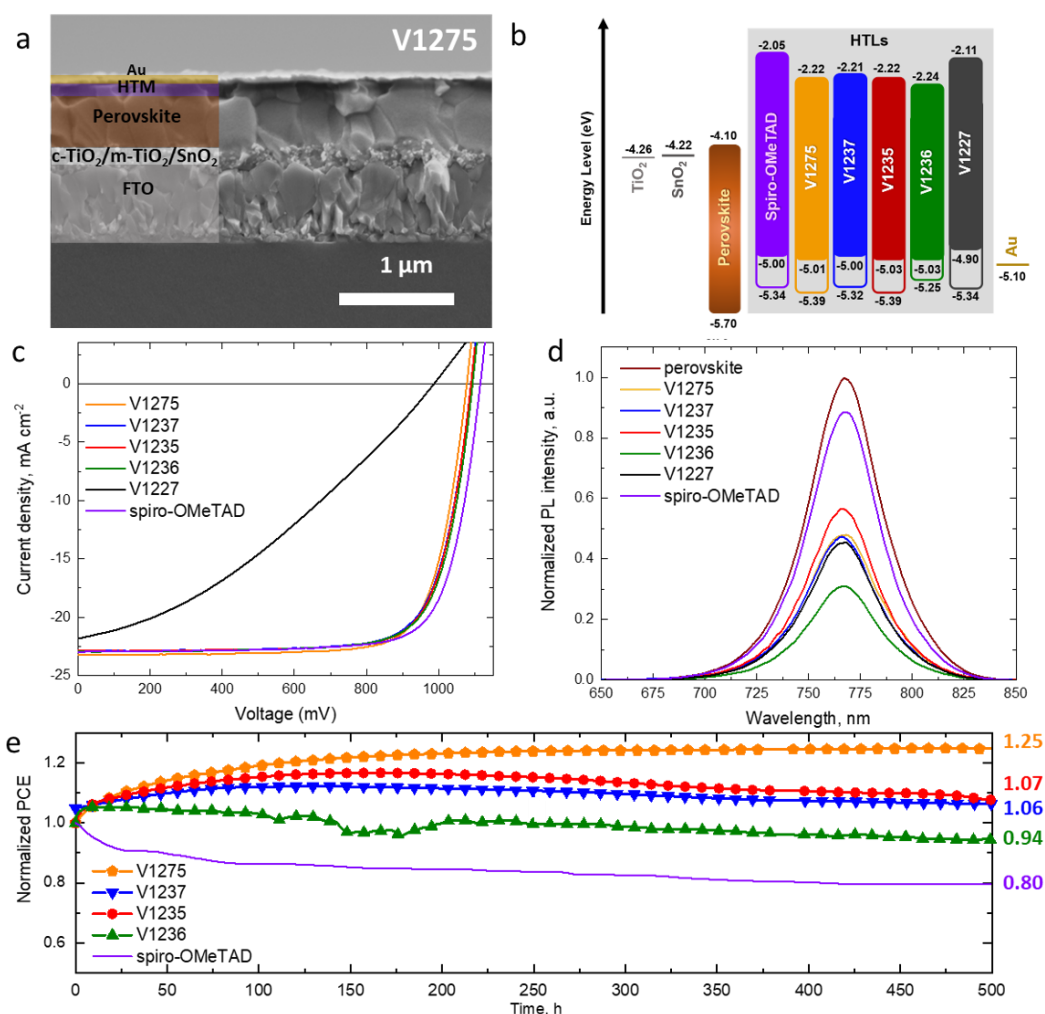 a
V1275
Au
HTM
Perovskite
c-TiO2/m-TiO2/SnO2
FTO
1 μm
b
Energy Level (eV)
HTLs
-4.26
TiO2
-4.22
SnO2
-4.10
Perovskite
-5.70
-2.05
Spiro-OMeTAD
-5.00
-5.34
-2.22
V1275
-5.01
-5.39
-2.21
V1237
-5.00
-5.32
-2.22
V1235
-5.03
-5.39
-2.24
V1236
-5.03
-5.25
-2.11
V1227
-4.90
-5.34
Au
-5.10
c
Current density, mA cm-2
0
-5
-10
-15
-20
-25
V1275
V1237
V1235
V1236
V1227
spiro-OMeTAD
0 200 400 600 800 1000
Voltage (mV)
d
Normalized PL intensity, a.u.
1.0
0.8
0.6
0.4
0.2
0.0
perovskite
V1275
V1237
V1235
V1236
V1227
spiro-OMeTAD
650 675 700 725 750 775 800 825 850
Wavelength, nm
e
Normalized PCE
1.2
1.0
0.8
0.6
V1275
V1237
V1235
V1236
spiro-OMeTAD
1.25
1.07
1.06
0.94
0.80
0 50 100 150 200 250 300 350 400 450 500
Time, h